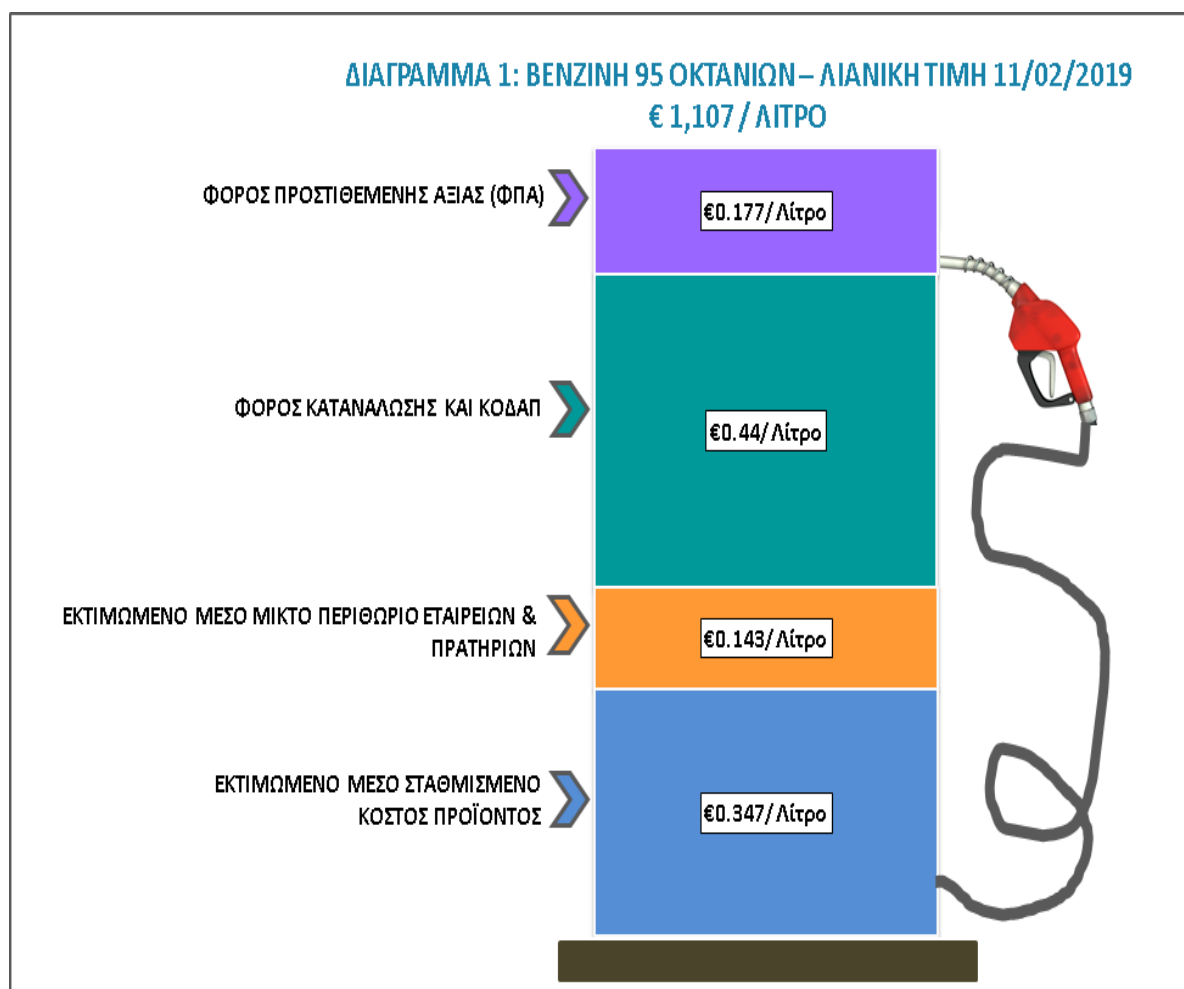 ΔΙΑΓΡΑΜΜΑ 1: ΒΕΝΖΙΝΗ 95 ΟΚΤΑΝΙΩΝ – ΛΙΑΝΙΚΗ ΤΙΜΗ 11/02/2019
€ 1,107 / ΛΙΤΡΟ
ΦΟΡΟΣ ΠΡΟΣΤΙΘΕΜΕΝΗΣ ΑΞΙΑΣ (ΦΠΑ)
€0.177/ Λίτρο
ΦΟΡΟΣ ΚΑΤΑΝΑΛΩΣΗΣ ΚΑΙ ΚΟΔΑΠ
€0.44/ Λίτρο
ΕΚΤΙΜΩΜΕΝΟ ΜΕΣΟ ΜΙΚΤΟ ΠΕΡΙΘΩΡΙΟ ΕΤΑΙΡΕΙΩΝ &
ΠΡΑΤΗΡΙΩΝ
€0.143/ Λίτρο
ΕΚΤΙΜΩΜΕΝΟ ΜΕΣΟ ΣΤΑΘΜΙΣΜΕΝΟ
ΚΟΣΤΟΣ ΠΡΟΪΟΝΤΟΣ
€0.347/ Λίτρο